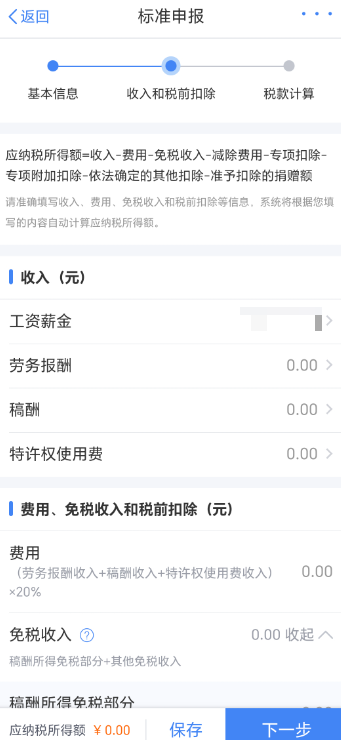 返回
标准申报
基本信息
收入和税前扣除
税款计算
应纳税所得额=收入-费用-免税收入-减除费用-专项扣除-
专项附加扣除-依法确定的其他扣除-准予扣除的捐赠额
请准确填写收入、费用、免税收入和税前扣除等信息，系统将根据您填
写的内容自动计算应纳税所得额。
收入（元）
工资薪金
劳务报酬 0.00
稿酬 0.00
特许权使用费 0.00
费用、免税收入和税前扣除（元）
费用
（劳务报酬收入+稿酬收入+特许权使用费收入）
×20%
0.00
免税收入 ? 0.00 收起
稿酬所得免税部分+其他免税收入
稿酬所得免税部分 0.00
应纳税所得额 ¥ 0.00 保存 下一步